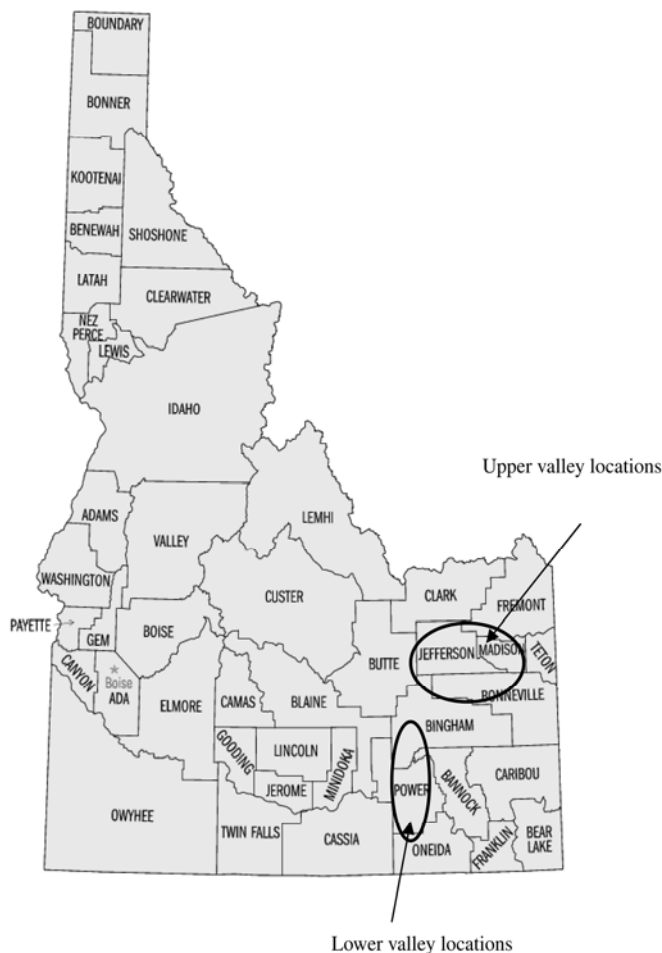 BOUNDARY
BONNER
KOOTENAI
BENEWAH
SHOSHONE
LATAH
CLEARWATER
NEZ
PERCE
LEWIS
IDAHO
Upper valley locations
ADAMS
LEMHI
VALLEY
WASHINGTON
CUSTER
CLARK
FREMONT
PAYETTE
GEM
BOISE
BUTTE
JEFFERSON
MADISON
TETON
CANYON
Boise
ADA
ELMORE
CAMAS
BLAINE
BONNEVILLE
BINGHAM
GOODING
LINCOLN
MINIDOKA
JEROME
POWER
BANNOCK
CARIBOU
OWYHEE
TWIN FALLS
CASSIA
ONEIDA
FRANKLIN
BEAR
LAKE
Lower valley locations